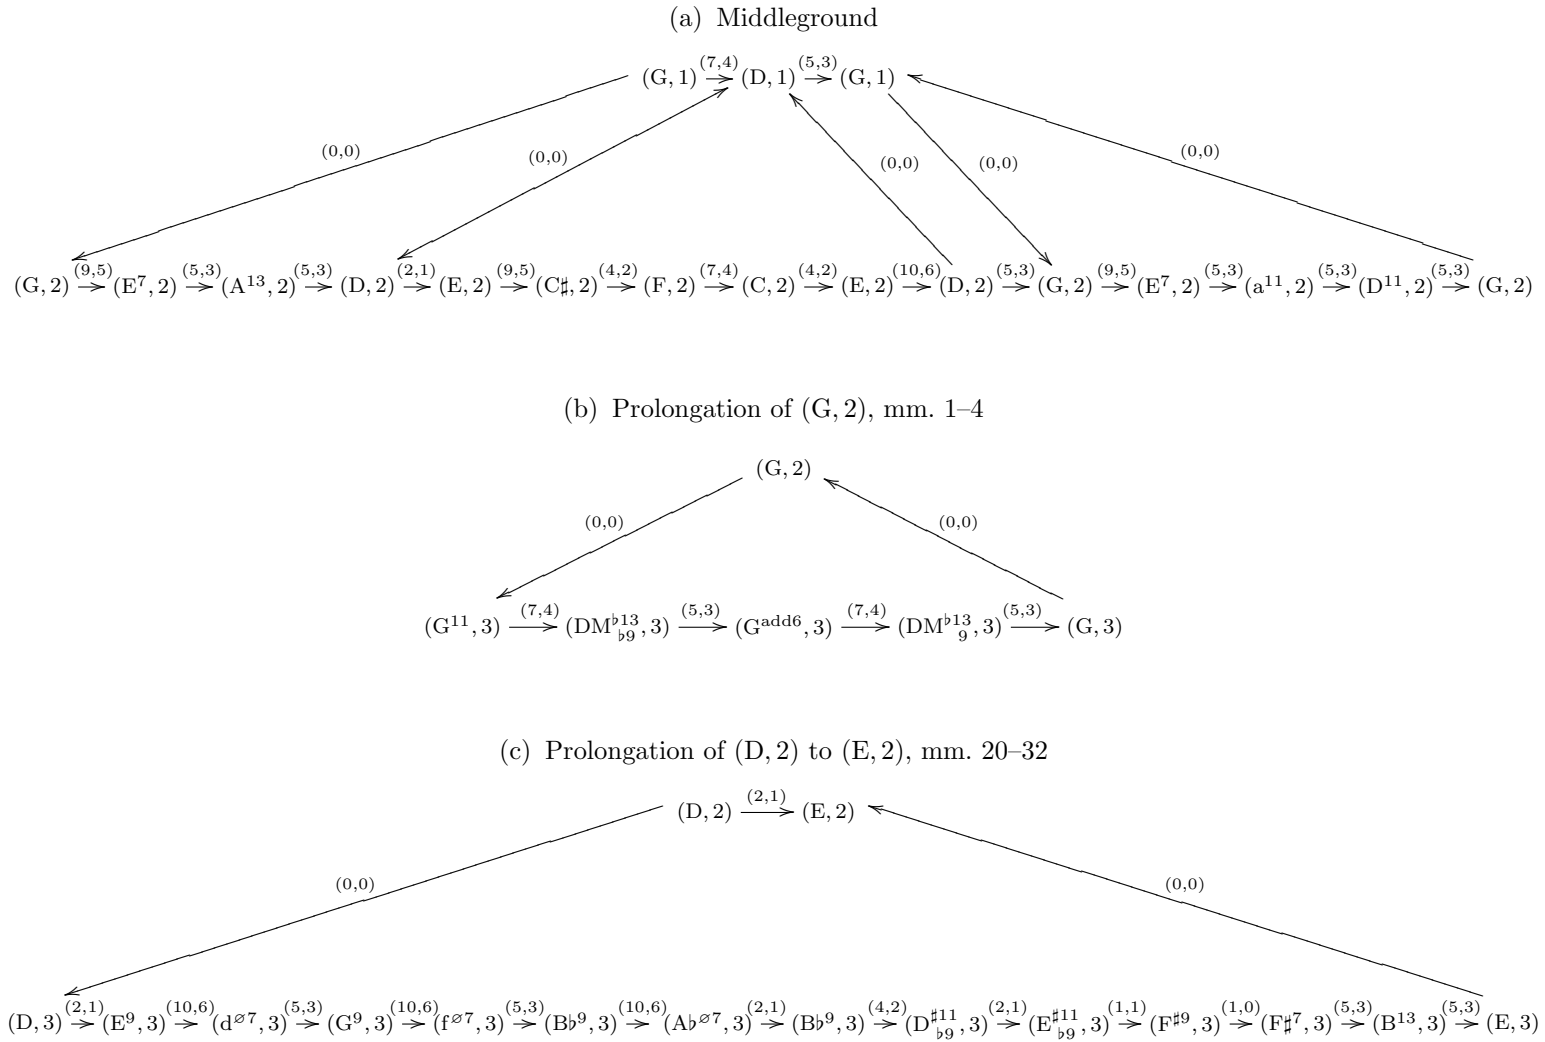 (a) Middleground
(7,4) (5,3)
(G, 1) (D, 1) (G, 1)
(0,0) (0,0) (0,0) (0,0) (0,0)
(9,5) (5,3) (5,3) (2,1) (9,5) (4,2) (7,4) (4,2) (10,6) (5,3) (9,5) (5,3) (5,3) (5,3)
(G, 2) (E⁷, 2) (A¹³, 2) (D, 2) (E, 2) (C♯, 2) (F, 2) (C, 2) (E, 2) (D, 2) (G, 2) (E⁷, 2) (a¹¹, 2) (D¹¹, 2) (G, 2)
(b) Prolongation of (G, 2), mm. 1–4
(G, 2)
(0,0) (0,0)
(7,4) (5,3) (7,4) (5,3)
(G¹¹, 3) (DM♭13 ♭9, 3) (Gadd6, 3) (DM♭13 9, 3) (G, 3)
(c) Prolongation of (D, 2) to (E, 2), mm. 20–32
(2,1)
(D, 2) (E, 2)
(0,0) (0,0)
(2,1) (10,6) (5,3) (10,6) (5,3) (10,6) (2,1) (4,2) (2,1) (1,1) (1,0) (5,3) (5,3)
(D, 3) (E⁹, 3) (d∅7, 3) (G⁹, 3) (f∅7, 3) (B♭⁹, 3) (A♭∅7, 3) (B♭⁹, 3) (D♯11 ♭9, 3) (E♯11 ♭9, 3) (F♯9, 3) (F♯⁷, 3) (B¹³, 3) (E, 3)